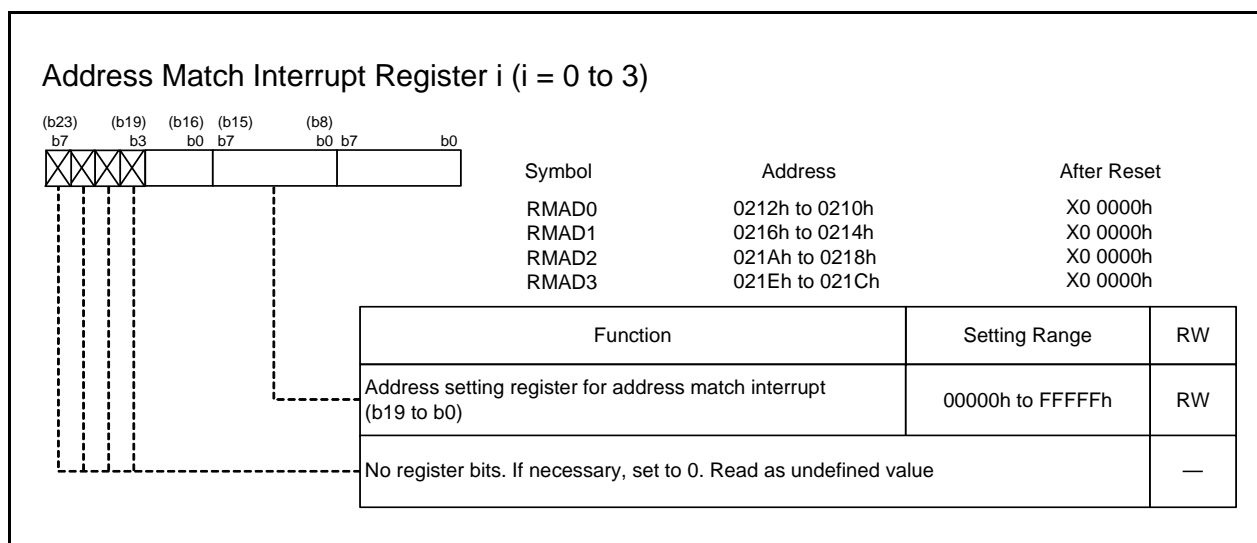 Address Match Interrupt Register i (i = 0 to 3)
(b23) (b19) (b16) (b15) (b8)
b7 b3 b0 b7 b0 b7 b0
Symbol Address After Reset
RMAD0 0212h to 0210h X0 0000h
RMAD1 0216h to 0214h X0 0000h
RMAD2 021Ah to 0218h X0 0000h
RMAD3 021Eh to 021Ch X0 0000h
Function Setting Range RW
Address setting register for address match interrupt
(b19 to b0) 00000h to FFFFFh RW
No register bits. If necessary, set to 0. Read as undefined value —